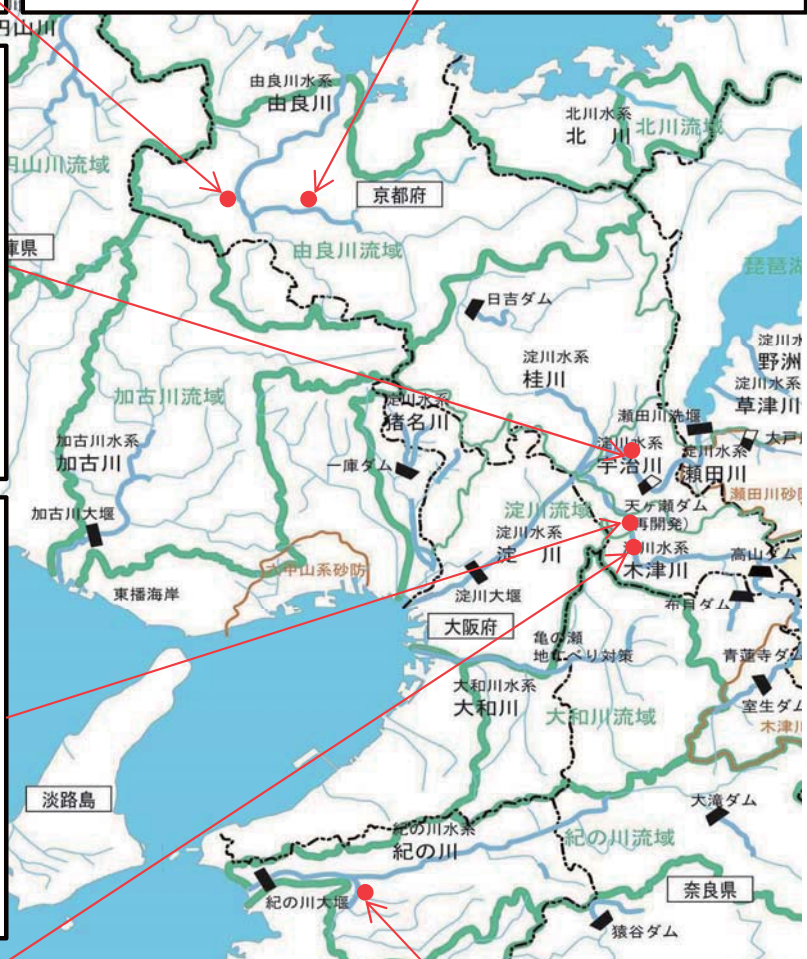 円山川
由良川水系
由良川
北川水系
北川
北川流域
円山川流域
京都府
由良川流域
庫県
琵琶湖
日吉ダム
淀川水系
桂川
淀川水
野洲
淀川水系
草津川
加古川流域
淀川水系
猪名川
瀬田川洗堰
大戸
加古川水系
加古川
一庫ダム
淀川水系
宇治川
淀川水系
瀬田川
瀬田川砂防
加古川大堰
淀川流域
天ヶ瀬ダム
(再開発)
淀川水系
淀川
淀川水系
木津川
高山ダム
六甲山系砂防
東播海岸
淀川大堰
布目ダム
大阪府
亀の瀬
地すべり対策
青蓮寺ダム
大和川水系
大和川
大和川流域
室生ダム
木津川
淡路島
大滝ダム
紀の川水系
紀の川
紀の川流域
紀の川大堰
奈良県
猿谷ダム